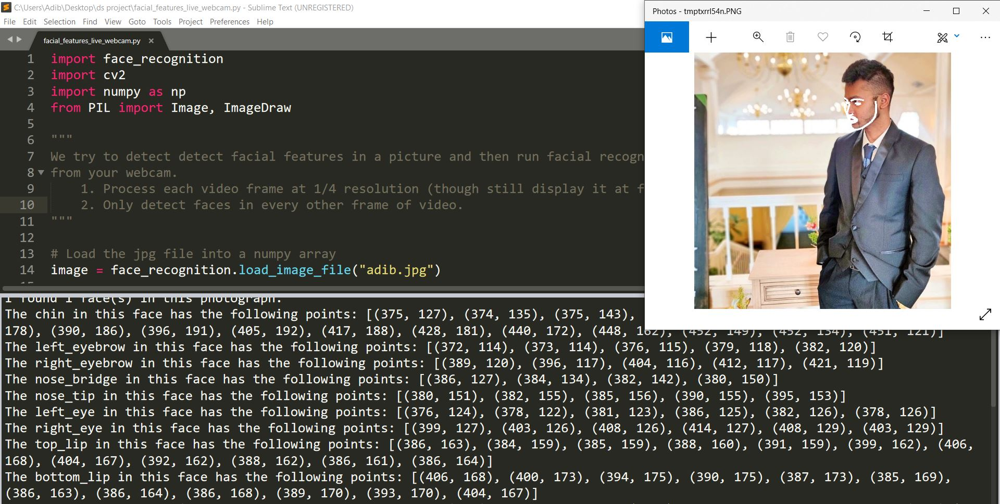 C:\Users\Adib\Desktop\ds project\facial_features_live_webcam.py - Sublime Text (UNREGISTERED)
File Edit Selection Find View Goto Tools Project Preferences Help
facial_features_live_webcam.py ×
1 import face_recognition
2 import cv2
3 import numpy as np
4 from PIL import Image, ImageDraw
5
6 """
7 We try to detect detect facial features in a picture and then run facial recogn
8 from your webcam.
9 1. Process each video frame at 1/4 resolution (though still display it at f
10 2. Only detect faces in every other frame of video.
11 """
12
13 # Load the jpg file into a numpy array
14 image = face_recognition.load_image_file("adib.jpg")
15
Photos - tmptxrrl54n.PNG
I found 1 face(s) in this photograph.
The chin in this face has the following points: [(375, 127), (374, 135), (375, 143),
178), (390, 186), (396, 191), (405, 192), (417, 188), (428, 181), (440, 172), (448, 162), (452, 149), (452, 134), (451, 121)]
The left_eyebrow in this face has the following points: [(372, 114), (373, 114), (376, 115), (379, 118), (382, 120)]
The right_eyebrow in this face has the following points: [(389, 120), (396, 117), (404, 116), (412, 117), (421, 119)]
The nose_bridge in this face has the following points: [(386, 127), (384, 134), (382, 142), (380, 150)]
The nose_tip in this face has the following points: [(380, 151), (382, 155), (385, 156), (390, 155), (395, 153)]
The left_eye in this face has the following points: [(376, 124), (378, 122), (381, 123), (386, 125), (382, 126), (378, 126)]
The right_eye in this face has the following points: [(399, 127), (403, 126), (408, 126), (414, 127), (408, 129), (403, 129)]
The top_lip in this face has the following points: [(386, 163), (384, 159), (385, 159), (388, 160), (391, 159), (399, 162), (406,
168), (404, 167), (392, 162), (388, 162), (386, 161), (386, 164)]
The bottom_lip in this face has the following points: [(406, 168), (400, 173), (394, 175), (390, 175), (387, 173), (385, 169),
(386, 163), (386, 164), (386, 168), (389, 170), (393, 170), (404, 167)]